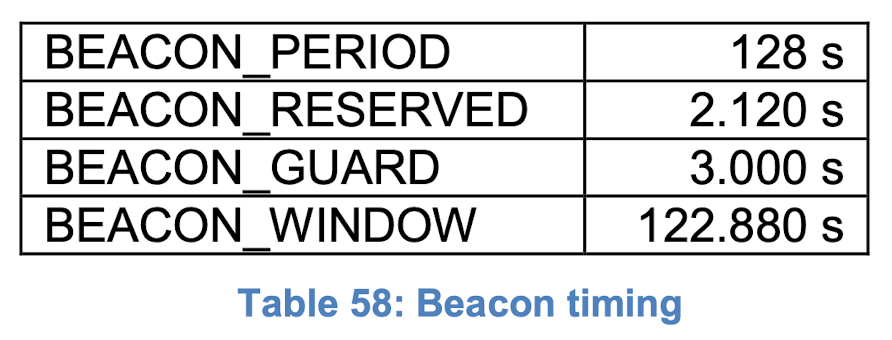 BEACON_PERIOD 128 s
BEACON_RESERVED 2.120 s
BEACON_GUARD 3.000 s
BEACON_WINDOW 122.880 s
Table 58: Beacon timing